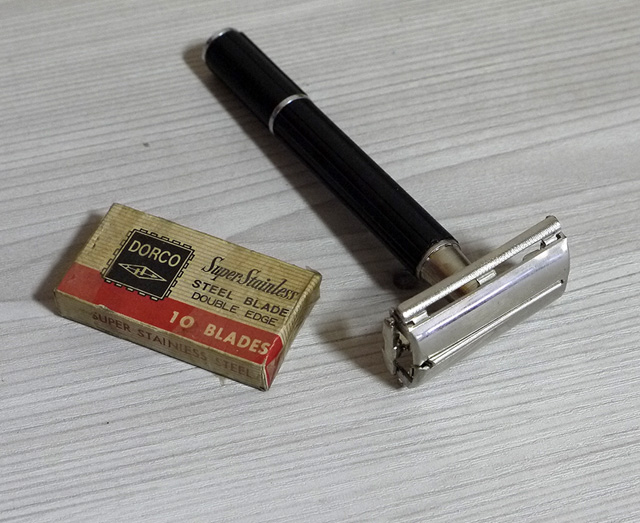 DORCO
Super Stainless
STEEL BLADE
DOUBLE EDGE
10 BLADES
SUPER STAINLESS STEEL